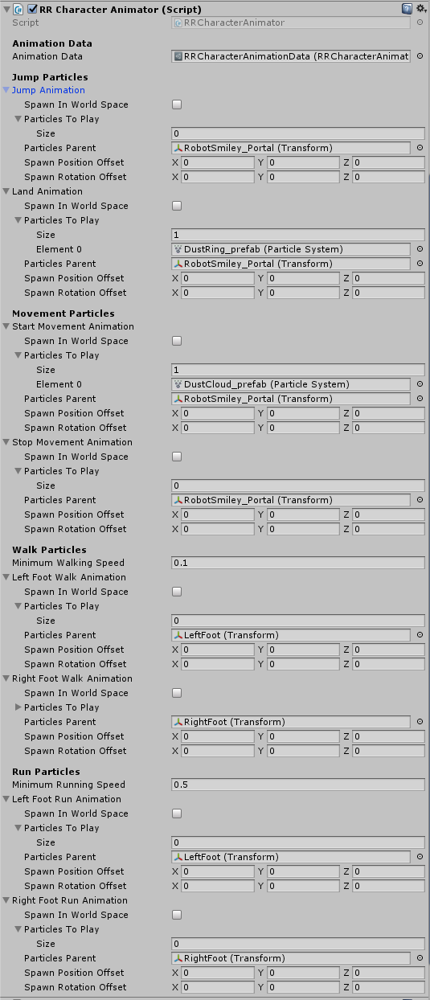 RR Character Animator (Script)
Script RRCharacterAnimator
Animation Data
Animation Data RRCharacterAnimationData (RRCharacterAnimat
Jump Particles
Jump Animation
Spawn In World Space
Particles To Play
Size 0
Particles Parent RobotSmiley_Portal (Transform)
Spawn Position Offset X 0 Y 0 Z 0
Spawn Rotation Offset X 0 Y 0 Z 0
Land Animation
Spawn In World Space
Particles To Play
Size 1
Element 0 DustRing_prefab (Particle System)
Particles Parent RobotSmiley_Portal (Transform)
Spawn Position Offset X 0 Y 0 Z 0
Spawn Rotation Offset X 0 Y 0 Z 0
Movement Particles
Start Movement Animation
Spawn In World Space
Particles To Play
Size 1
Element 0 DustCloud_prefab (Particle System)
Particles Parent RobotSmiley_Portal (Transform)
Spawn Position Offset X 0 Y 0 Z 0
Spawn Rotation Offset X 0 Y 0 Z 0
Stop Movement Animation
Spawn In World Space
Particles To Play
Size 0
Particles Parent RobotSmiley_Portal (Transform)
Spawn Position Offset X 0 Y 0 Z 0
Spawn Rotation Offset X 0 Y 0 Z 0
Walk Particles
Minimum Walking Speed 0.1
Left Foot Walk Animation
Spawn In World Space
Particles To Play
Size 0
Particles Parent LeftFoot (Transform)
Spawn Position Offset X 0 Y 0 Z 0
Spawn Rotation Offset X 0 Y 0 Z 0
Right Foot Walk Animation
Spawn In World Space
Particles To Play
Particles Parent RightFoot (Transform)
Spawn Position Offset X 0 Y 0 Z 0
Spawn Rotation Offset X 0 Y 0 Z 0
Run Particles
Minimum Running Speed 0.5
Left Foot Run Animation
Spawn In World Space
Particles To Play
Size 0
Particles Parent LeftFoot (Transform)
Spawn Position Offset X 0 Y 0 Z 0
Spawn Rotation Offset X 0 Y 0 Z 0
Right Foot Run Animation
Spawn In World Space
Particles To Play
Size 0
Particles Parent RightFoot (Transform)
Spawn Position Offset X 0 Y 0 Z 0
Spawn Rotation Offset X 0 Y 0 Z 0